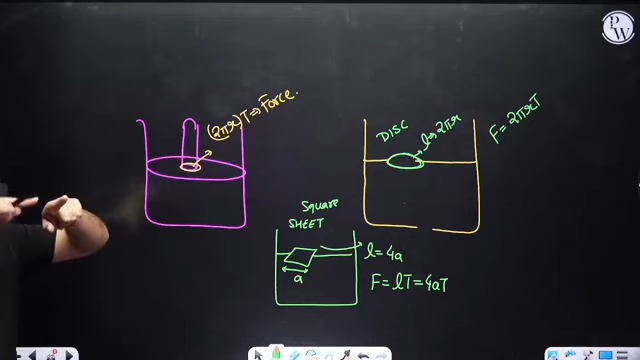 PW
(2πr)T ⇒ Force.
DISC
l → 2πr
F = 2πrT
Square
SHEET
a
l = 4a
F = lT = 4aT